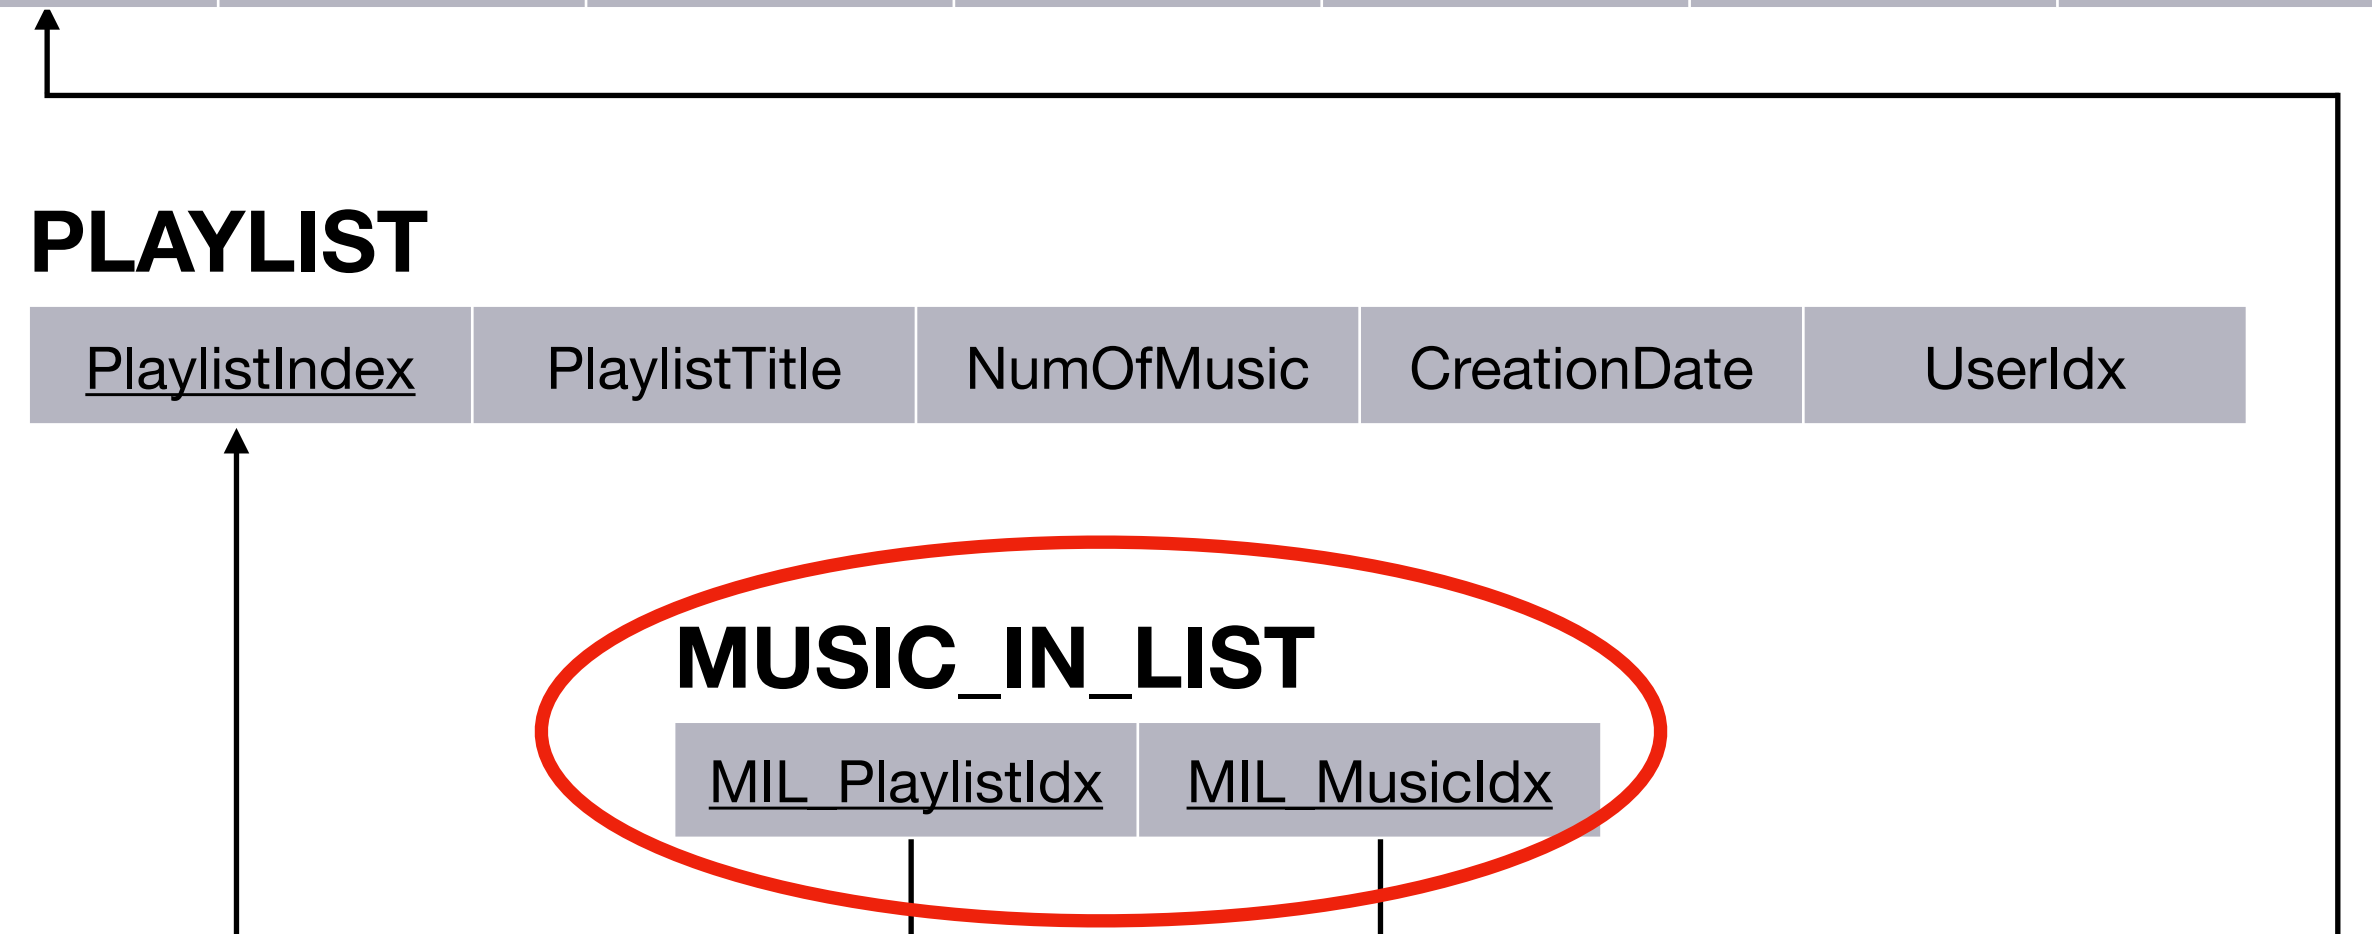 PLAYLIST
PlaylistIndex PlaylistTitle NumOfMusic CreationDate UserIdx
MUSIC_IN_LIST
MIL_PlaylistIdx MIL_MusicIdx